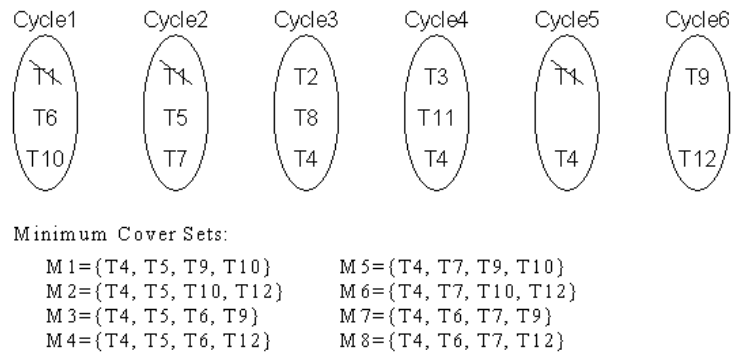 Cycle1 Cycle2 Cycle3 Cycle4 Cycle5 Cycle6
T1 T1 T2 T3 T1 T9
T6 T5 T8 T11
T10 T7 T4 T4 T4 T12
Minimum Cover Sets:
M1={T4, T5, T9, T10} M5={T4, T7, T9, T10}
M2={T4, T5, T10, T12} M6={T4, T7, T10, T12}
M3={T4, T5, T6, T9} M7={T4, T6, T7, T9}
M4={T4, T5, T6, T12} M8={T4, T6, T7, T12}